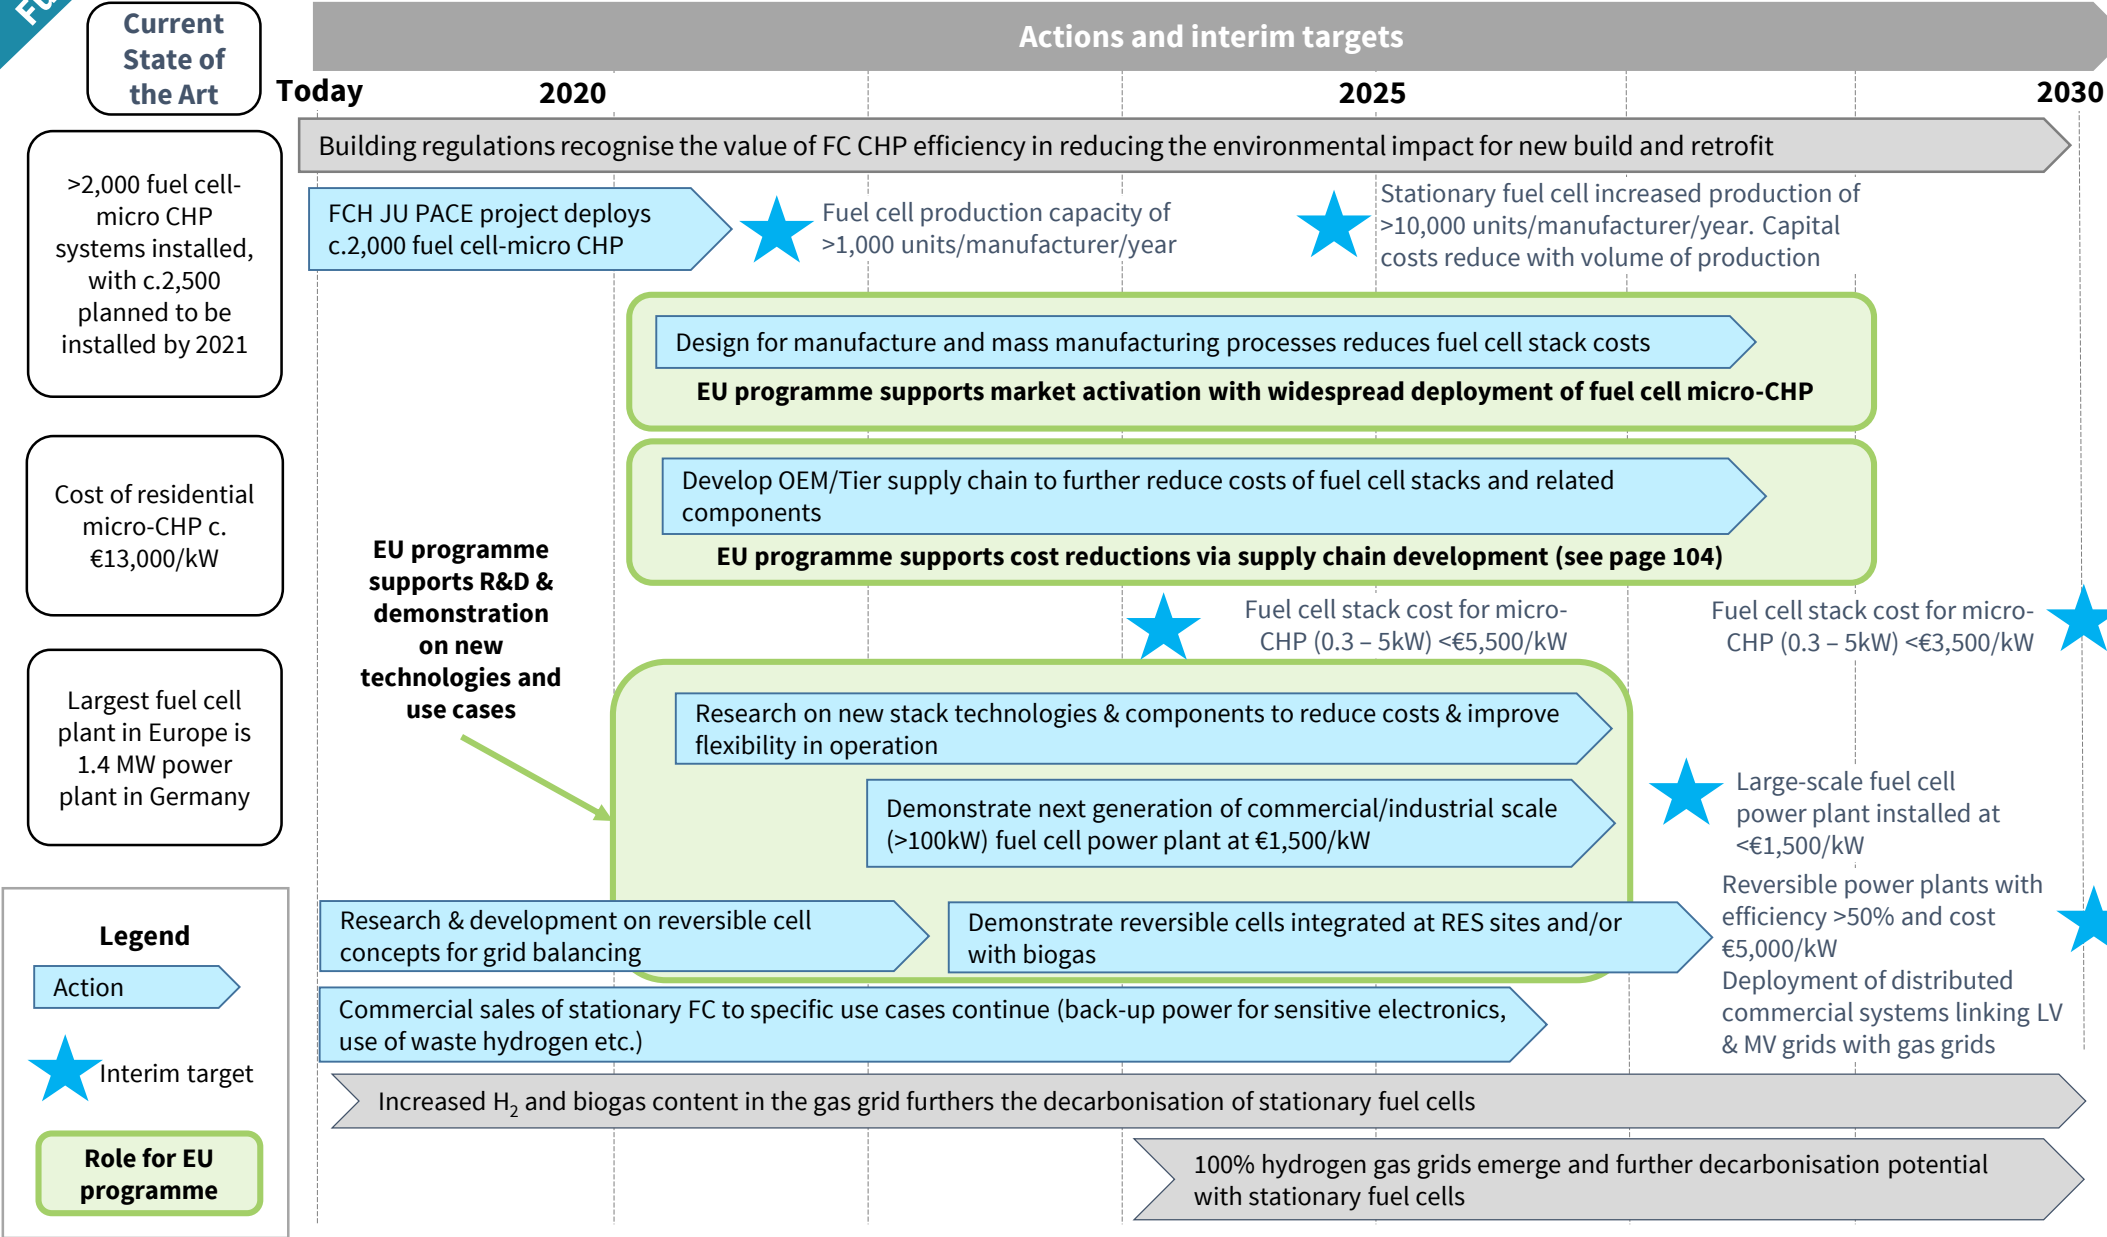 Fu
Current
State of
the Art
Actions and interim targets
Today
2020
2025
2030
Building regulations recognise the value of FC CHP efficiency in reducing the environmental impact for new build and retrofit
>2,000 fuel cell-
micro CHP
systems installed,
with c.2,500
planned to be
installed by 2021
FCH JU PACE project deploys
c.2,000 fuel cell-micro CHP
Fuel cell production capacity of
>1,000 units/manufacturer/year
Stationary fuel cell increased production of
>10,000 units/manufacturer/year. Capital
costs reduce with volume of production
Design for manufacture and mass manufacturing processes reduces fuel cell stack costs
EU programme supports market activation with widespread deployment of fuel cell micro-CHP
Cost of residential
micro-CHP c.
€13,000/kW
Develop OEM/Tier supply chain to further reduce costs of fuel cell stacks and related
components
EU programme supports cost reductions via supply chain development (see page 104)
EU programme
supports R&D &
demonstration
on new
technologies and
use cases
Fuel cell stack cost for micro-
CHP (0.3 – 5kW) <€5,500/kW
Fuel cell stack cost for micro-
CHP (0.3 – 5kW) <€3,500/kW
Largest fuel cell
plant in Europe is
1.4 MW power
plant in Germany
Research on new stack technologies & components to reduce costs & improve
flexibility in operation
Demonstrate next generation of commercial/industrial scale
(>100kW) fuel cell power plant at €1,500/kW
Large-scale fuel cell
power plant installed at
<€1,500/kW
Research & development on reversible cell
concepts for grid balancing
Demonstrate reversible cells integrated at RES sites and/or
with biogas
Reversible power plants with
efficiency >50% and cost
€5,000/kW
Deployment of distributed
commercial systems linking LV
& MV grids with gas grids
Commercial sales of stationary FC to specific use cases continue (back-up power for sensitive electronics,
use of waste hydrogen etc.)
Increased H₂ and biogas content in the gas grid furthers the decarbonisation of stationary fuel cells
100% hydrogen gas grids emerge and further decarbonisation potential
with stationary fuel cells
Legend
Action
Interim target
Role for EU
programme